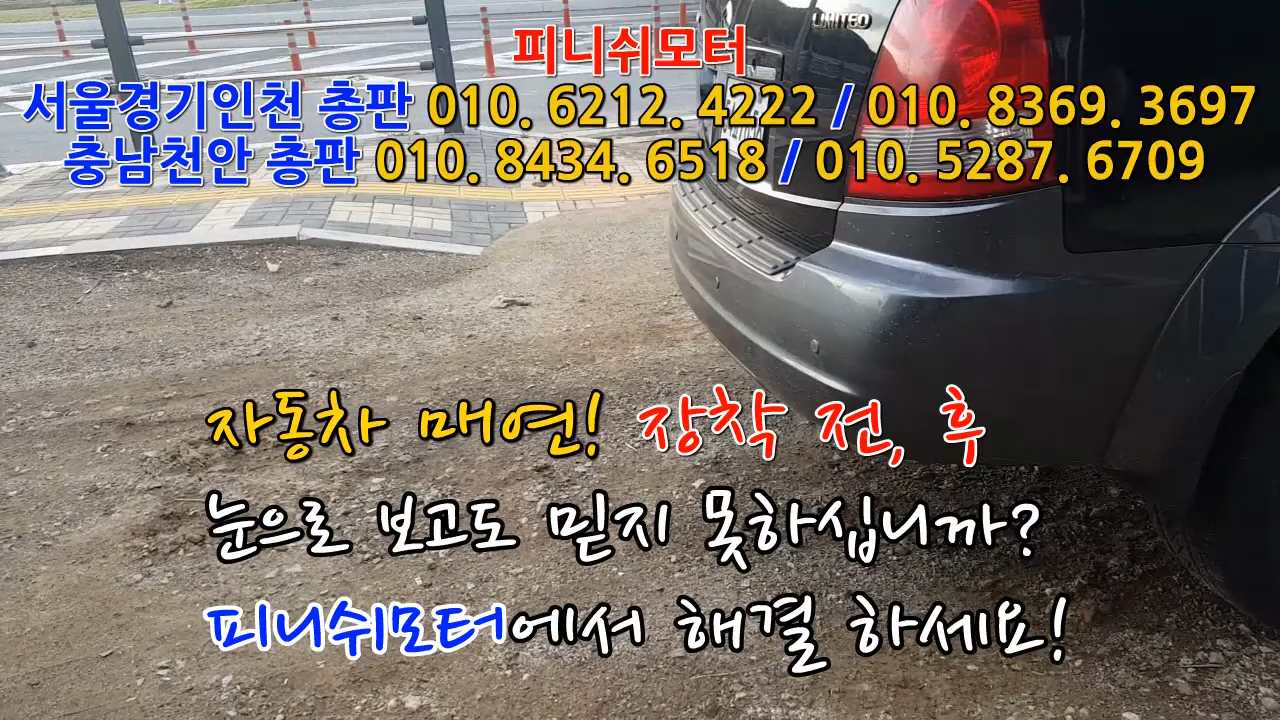 LIMITED
피니쉬모터
서울경기인천 총판 010. 6212. 4222 / 010. 8369. 3697
충남천안 총판 010. 8434. 6518 / 010. 5287. 6709
자동차 매연! 장착 전, 후
눈으로 보고도 믿지 못하십니까?
피니쉬모터에서 해결 하세요!